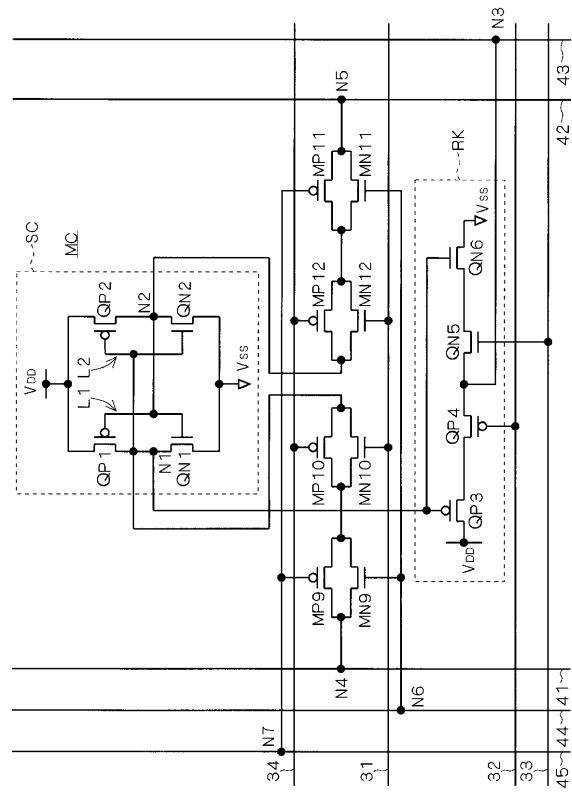 SC
MC
VDD
L1
L2
QP1
QP2
N1
N2
QN1
QN2
VSS
N7
34
MP9
MP10
MP12
MP11
N4
N5
MN9
MN10
MN12
MN11
31
N6
RK
VDD
QP3
QP4
QN5
QN6
VSS
N3
45
44
41
32
33
42
43